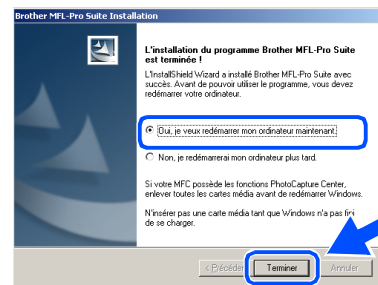 Brother MFL-Pro Suite Installation
L'installation du programme Brother MFL-Pro Suite
est terminée !
L'InstallShield Wizard a installé Brother MFL-Pro Suite avec
succès. Avant de pouvoir utiliser le programme, vous devez
redémarrer votre ordinateur.
Oui, je veux redémarrer mon ordinateur maintenant.
Non, je redémarrerai mon ordinateur plus tard.
Si votre MFC possède les fonctions PhotoCapture Center,
enlever toutes les cartes média avant de redémarrer Windows.
N'insérer pas une carte média tant que Windows n'a pas fini
de se charger.
< Précéden Terminer Annuler